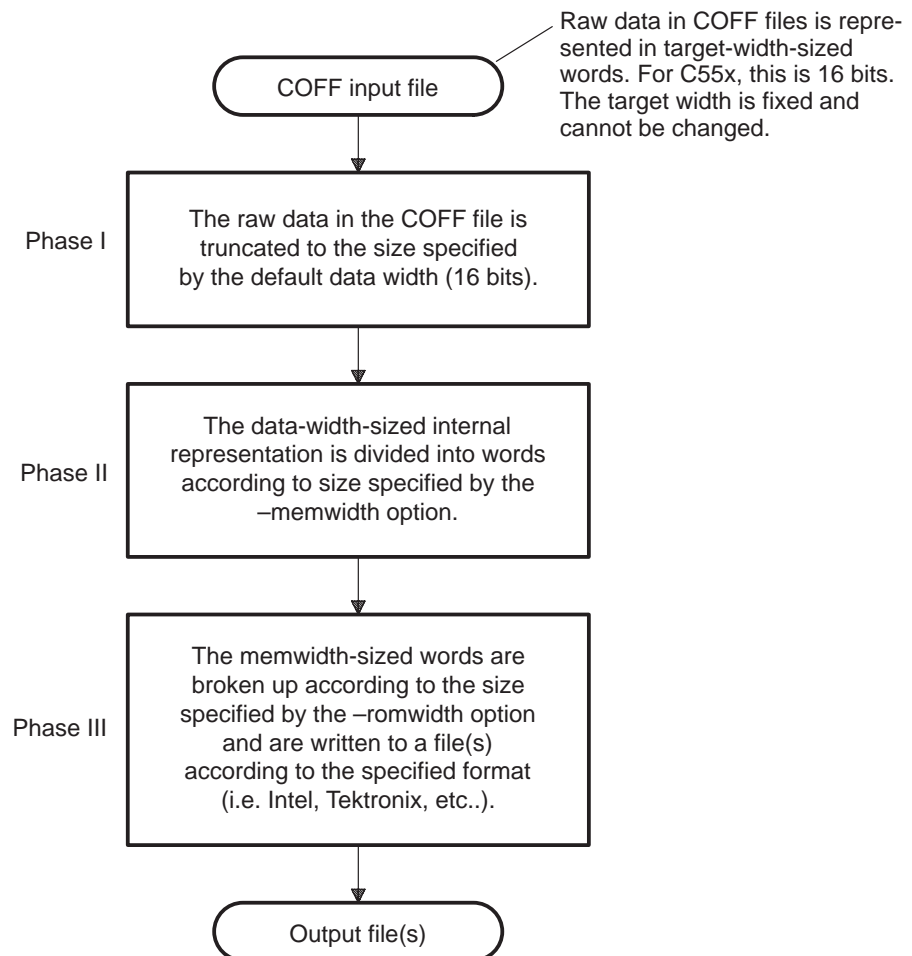 Raw data in COFF files is repre-
sented in target-width-sized
words. For C55x, this is 16 bits.
The target width is fixed and
cannot be changed.
COFF input file
Phase I
The raw data in the COFF file is
truncated to the size specified
by the default data width (16 bits).
Phase II
The data-width-sized internal
representation is divided into words
according to size specified by the
–memwidth option.
Phase III
The memwidth-sized words are
broken up according to the size
specified by the –romwidth option
and are written to a file(s)
according to the specified format
(i.e. Intel, Tektronix, etc..).
Output file(s)